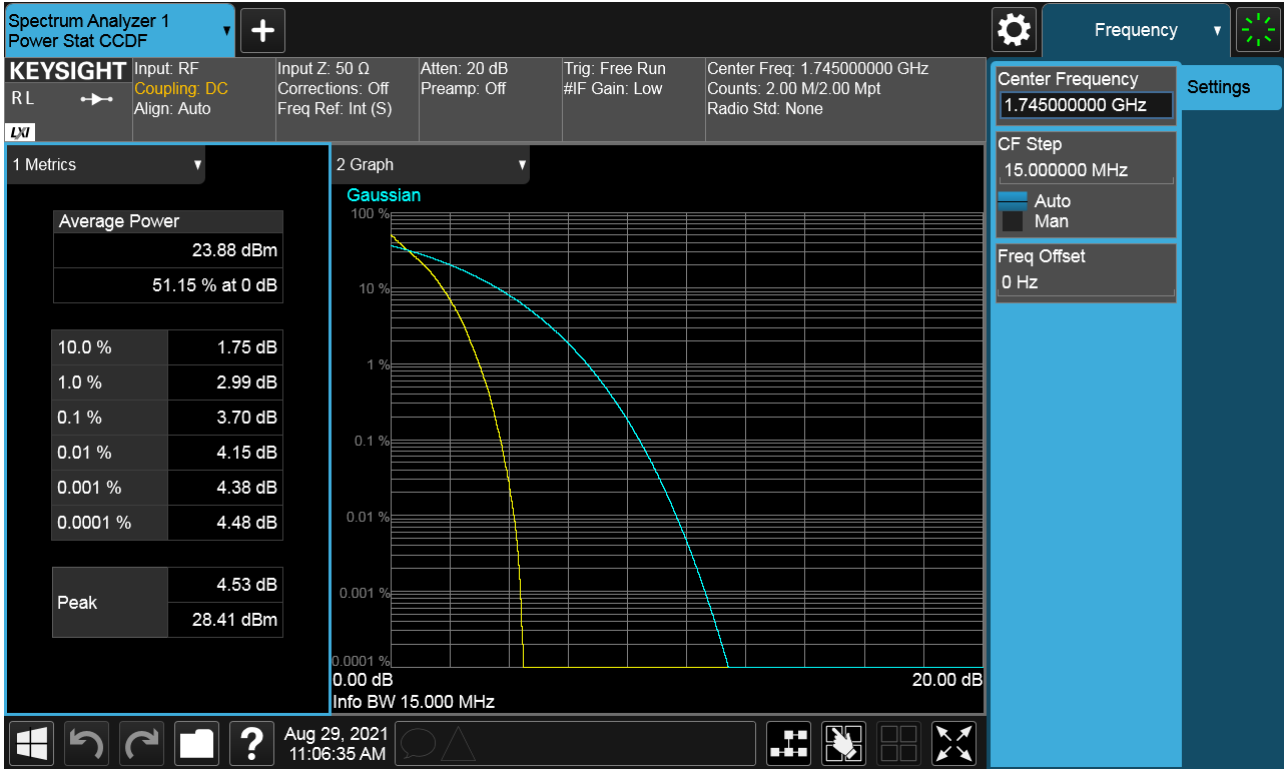 Spectrum Analyzer 1
Power Stat CCDF
+
Frequency
KEYSIGHT
R L
LXI
Input: RF
Coupling: DC
Align: Auto
Input Z: 50 Ω
Corrections: Off
Freq Ref: Int (S)
Atten: 20 dB
Preamp: Off
Trig: Free Run
#IF Gain: Low
Center Freq: 1.745000000 GHz
Counts: 2.00 M/2.00 Mpt
Radio Std: None
Center Frequency
1.745000000 GHz
Settings
CF Step
15.000000 MHz
Auto
Man
Freq Offset
0 Hz
1 Metrics
Average Power
23.88 dBm
51.15 % at 0 dB
10.0 % 1.75 dB
1.0 % 2.99 dB
0.1 % 3.70 dB
0.01 % 4.15 dB
0.001 % 4.38 dB
0.0001 % 4.48 dB
Peak 4.53 dB
28.41 dBm
2 Graph
Gaussian
100 %
10 %
1 %
0.1 %
0.01 %
0.001 %
0.0001 %
0.00 dB 20.00 dB
Info BW 15.000 MHz
?
Aug 29, 2021
11:06:35 AM